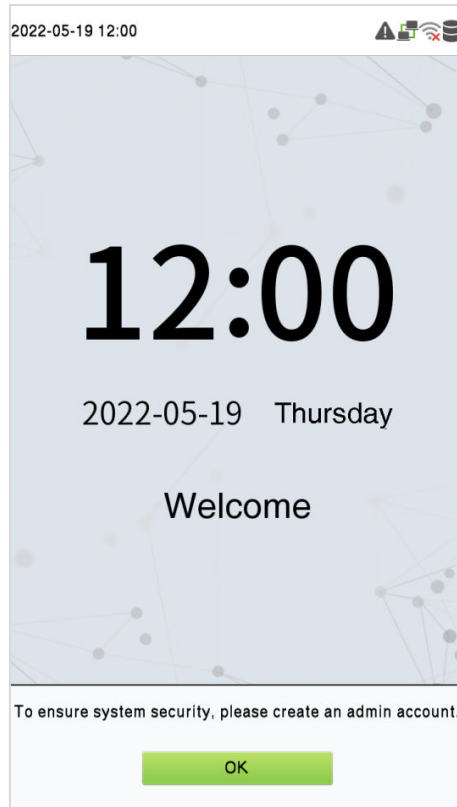 2022-05-19 12:00
12:00
2022-05-19 Thursday
Welcome
To ensure system security, please create an admin account.
OK